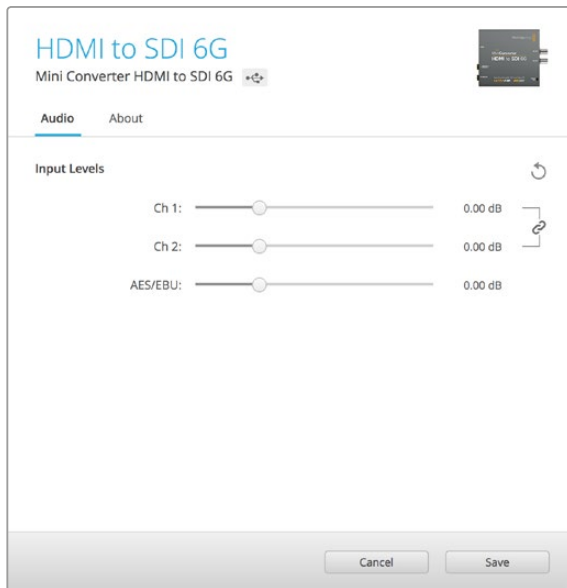 HDMI to SDI 6G
Mini Converter HDMI to SDI 6G
Audio About
Input Levels
Ch 1: 0.00 dB
Ch 2: 0.00 dB
AES/EBU: 0.00 dB
Cancel Save